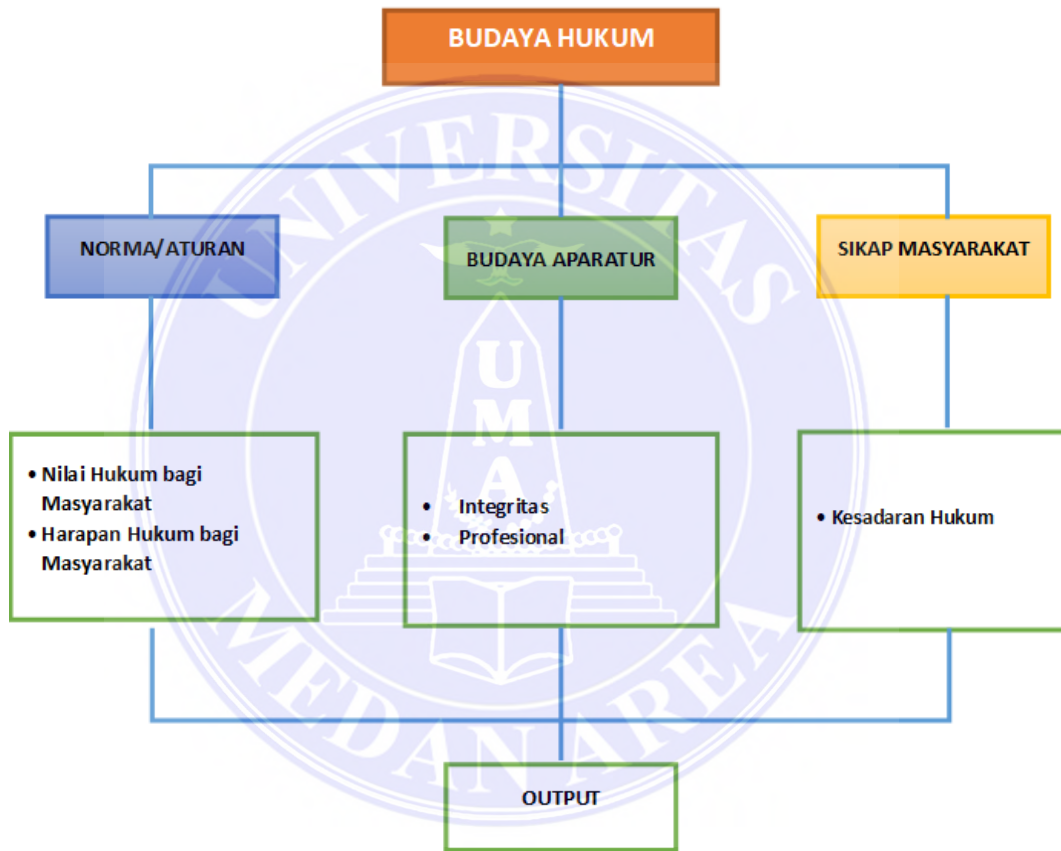 BUDAYA HUKUM
NORMA/ATURAN
BUDAYA APARATUR
SIKAP MASYARAKAT
• Nilai Hukum bagi
Masyarakat
• Harapan Hukum bagi
Masyarakat
• Integritas
• Profesional
• Kesadaran Hukum
OUTPUT
UNIVERSITAS
UMA
MEDAN AREA